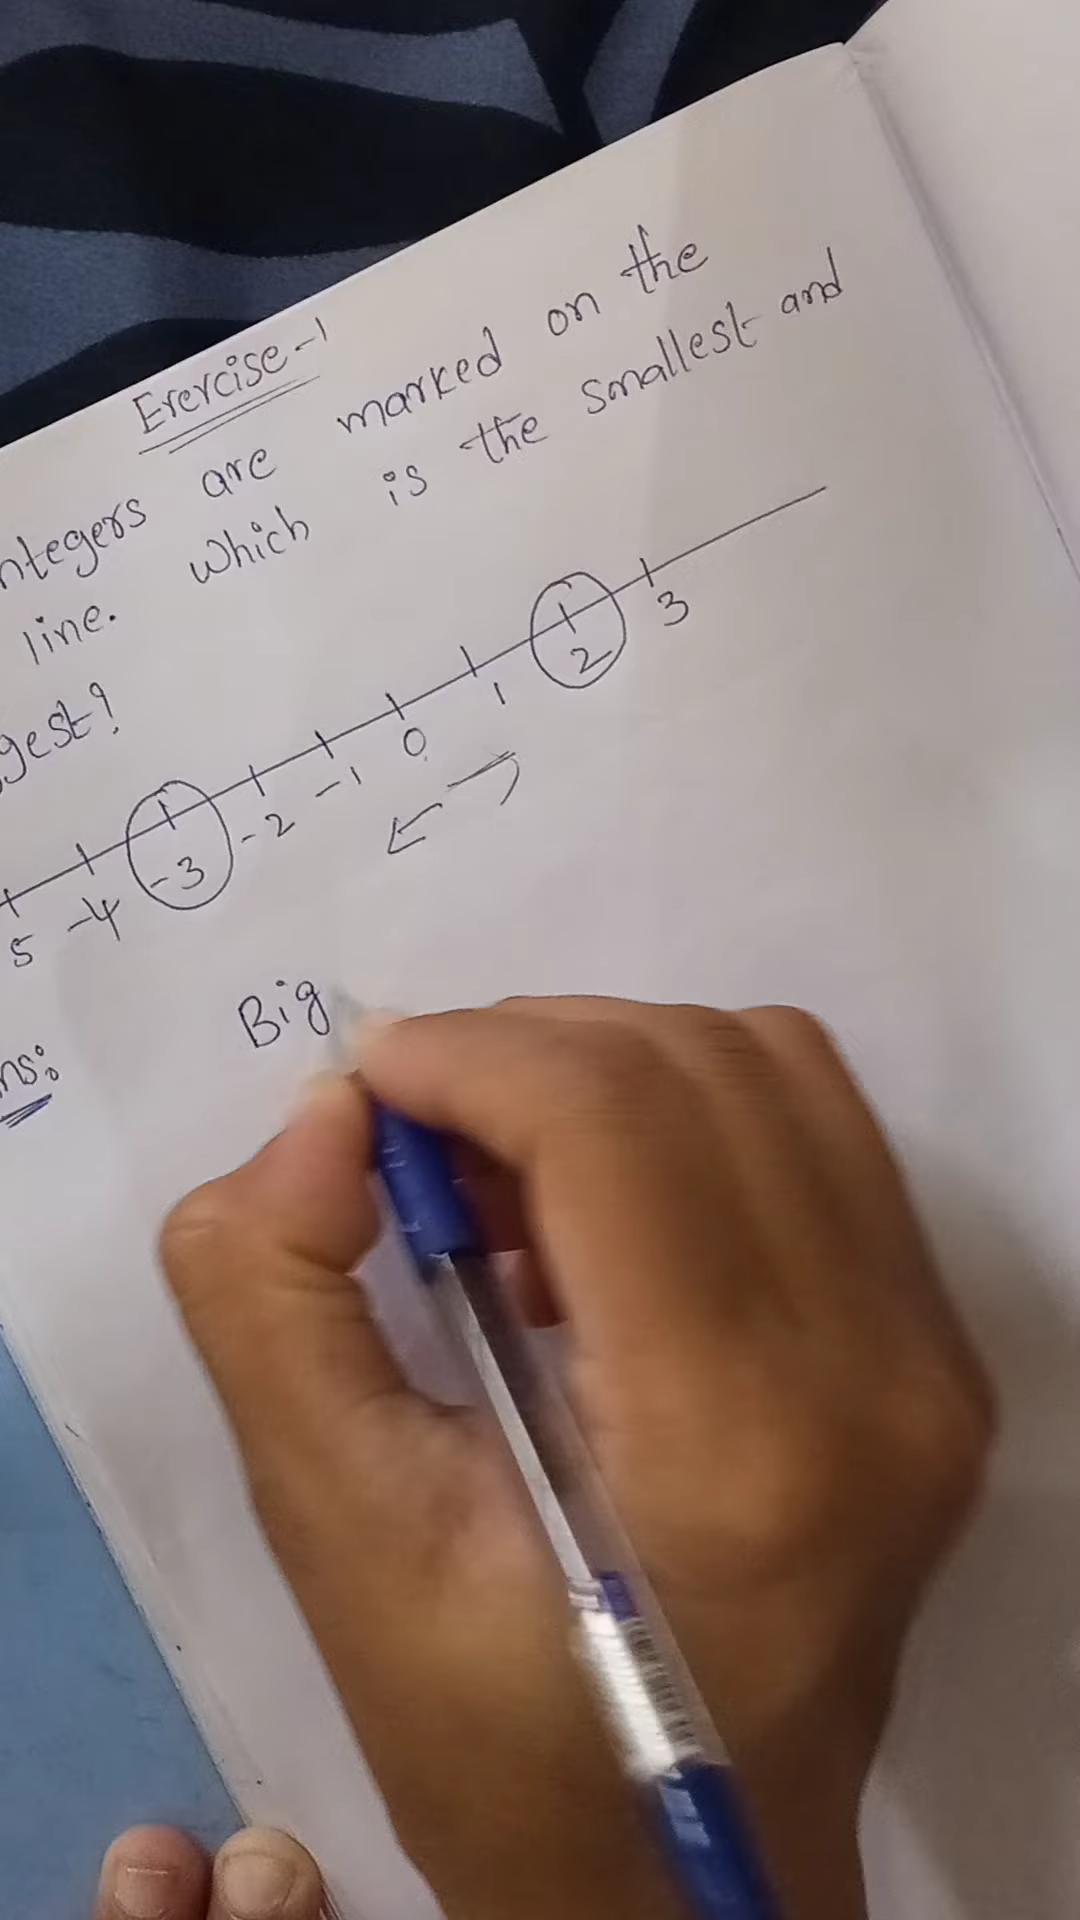 Exercise-1
ntegers are marked on the
line. which is the smallest and
gest?
5 -4 -3 -2 -1 0 1 2 3
ns: Big